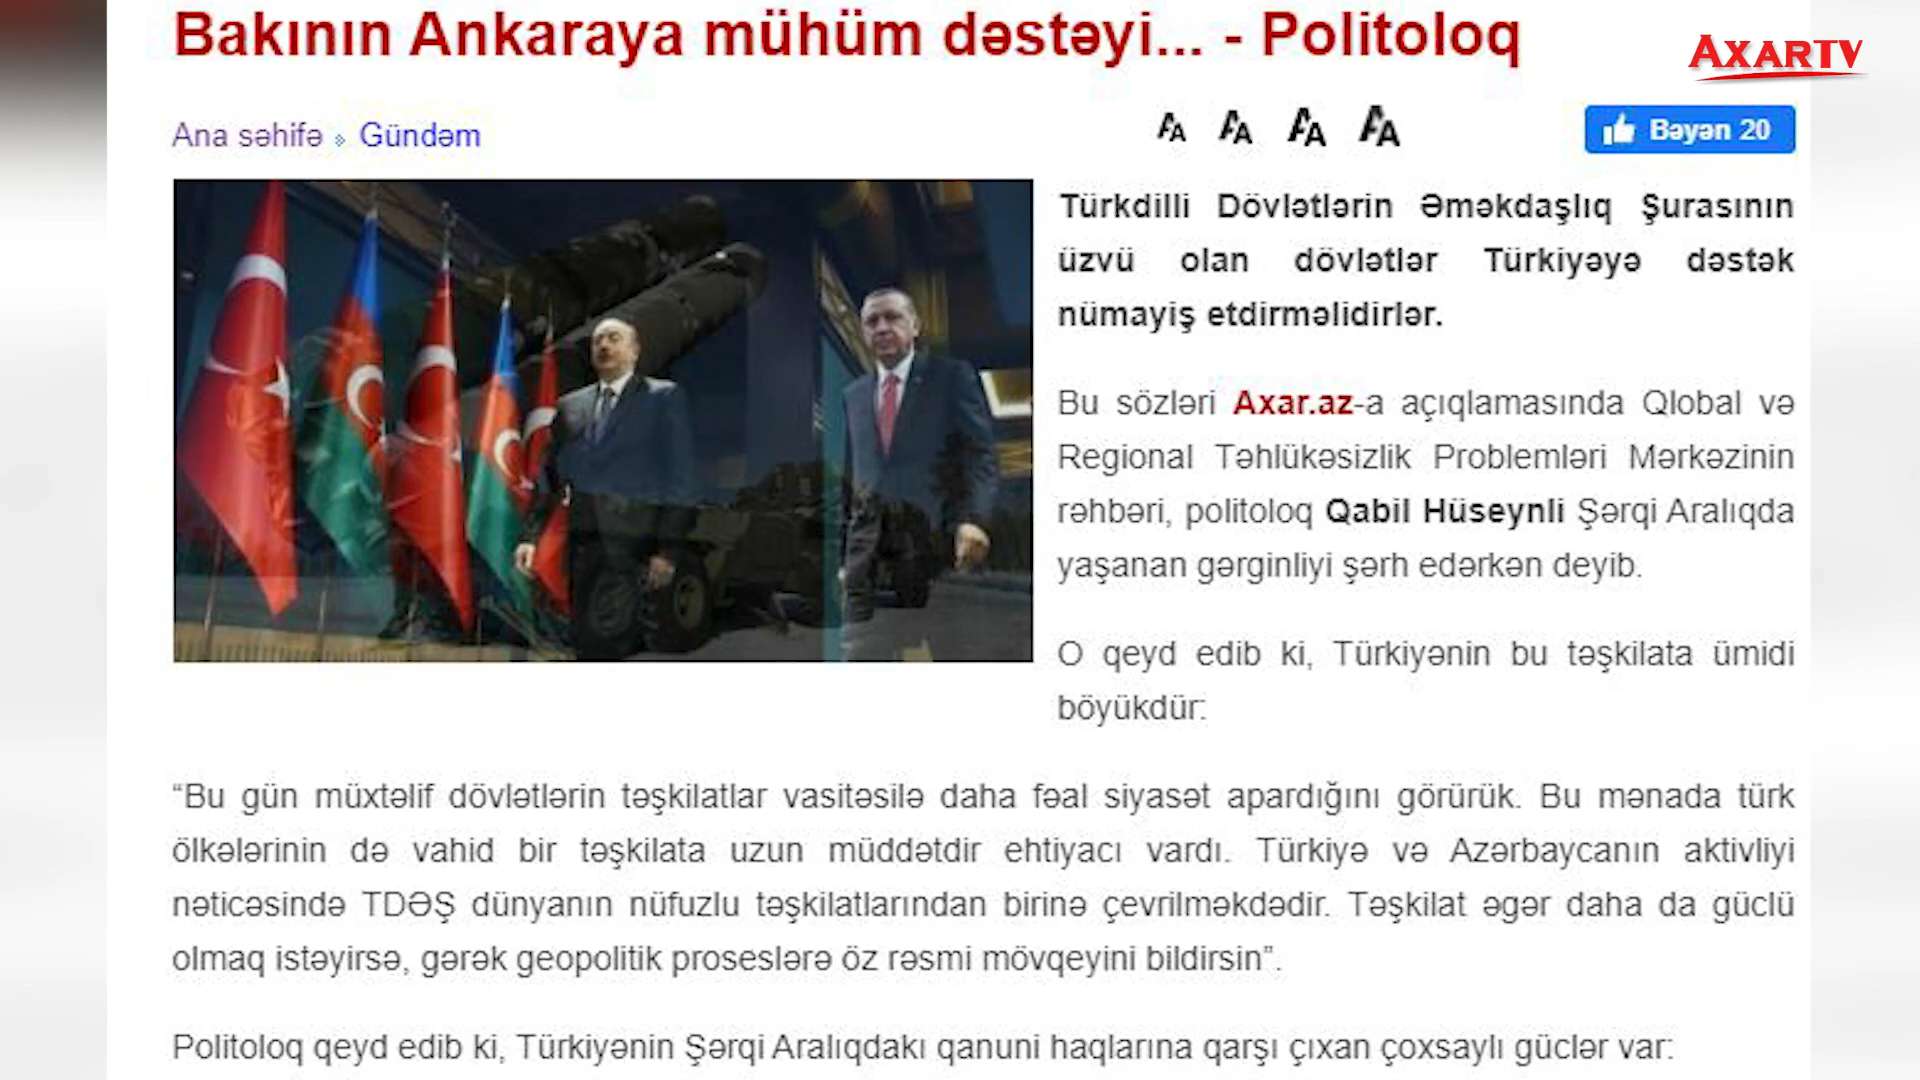 Bakının Ankaraya mühüm dəstəyi... - Politoloq
AXARTV
Ana səhifə Gündəm
AA AA AA AA
Bəyən 20
Türkdilli Dövlətlərin Əməkdaşlıq Şurasının
üzvü olan dövlətlər Türkiyəyə dəstək
nümayiş etdirməlidirlər.
Bu sözləri Axar.az-a açıqlamasında Qlobal və
Regional Təhlükəsizlik Problemləri Mərkəzinin
rəhbəri, politoloq Qabil Hüseynli Şərqi Aralıqda
yaşanan gərginliyi şərh edərkən deyib.
O qeyd edib ki, Türkiyənin bu təşkilata ümidi
böyükdür:
“Bu gün müxtəlif dövlətlərin təşkilatlar vasitəsilə daha fəal siyasət apardığını görürük. Bu mənada türk
ölkələrinin də vahid bir təşkilata uzun müddətdir ehtiyacı vardı. Türkiyə və Azərbaycanın aktivliyi
nəticəsində TDƏŞ dünyanın nüfuzlu təşkilatlarından birinə çevrilməkdədir. Təşkilat əgər daha da güclü
olmaq istəyirsə, gərək geopolitik proseslərə öz rəsmi mövqeyini bildirsin”.
Politoloq qeyd edib ki, Türkiyənin Şərqi Aralıqdakı qanuni haqlarına qarşı çıxan çoxsaylı güclər var: